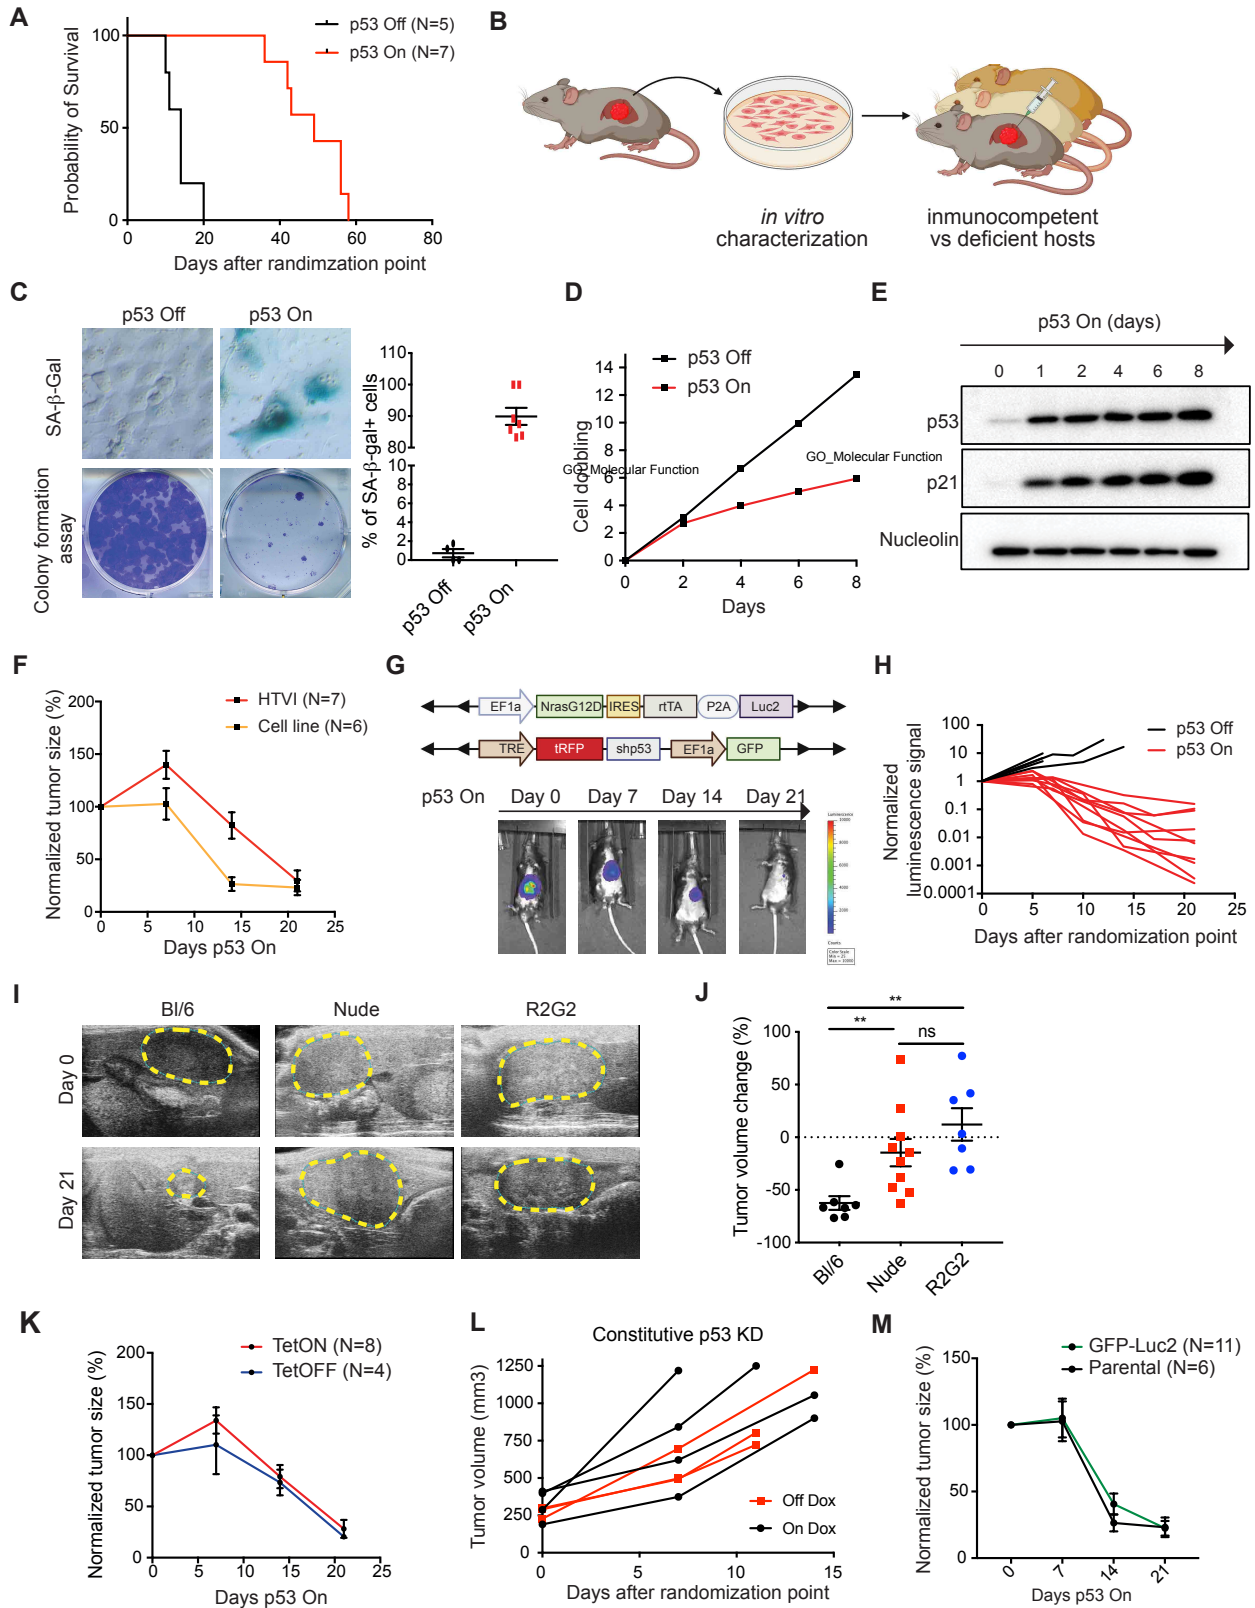 A
p53 Off (N=5)
p53 On (N=7)
Probability of Survival
100
50
0
0
20
40
60
80
Days after randimzation point
B
in vitro
characterization
inmunocompetent
vs deficient hosts
C
p53 Off
p53 On
SA-β-Gal
Colony formation
assay
% of SA-β-gal+ cells
110
100
90
80
10
8
6
4
2
0
p53 Off
p53 On
D
p53 Off
p53 On
Cell doubling
14
12
10
8
6
4
2
0
GO_Molecular Function
GO_Molecular Function
0
2
4
6
8
Days
E
p53 On (days)
0 1 2 4 6 8
p53
p21
Nucleolin
F
HTVI (N=7)
Cell line (N=6)
Normalized tumor size (%)
200
150
100
50
0
0
5
10
15
20
25
Days p53 On
G
EF1a NrasG12D IRES rtTA P2A Luc2
TRE tRFP shp53 EF1a GFP
p53 On Day 0 Day 7 Day 14 Day 21
Luminescence
10000
8000
6000
4000
2000
Counts
Color Scale
H
p53 Off
p53 On
Normalized
luminescence signal
100
10
1
0.1
0.01
0.001
0.0001
0
5
10
15
20
25
Days after randomization point
I
Bl/6
Nude
R2G2
Day 0
Day 21
J
**
**
ns
Tumor volume change (%)
100
50
0
-50
-100
Bl/6
Nude
R2G2
K
TetON (N=8)
TetOFF (N=4)
Normalized tumor size (%)
200
150
100
50
0
0
5
10
15
20
25
Days p53 On
L
Constitutive p53 KD
Tumor volume (mm3)
1250
1000
750
500
250
0
Off Dox
On Dox
0
5
10
15
Days after randomization point
M
GFP-Luc2 (N=11)
Parental (N=6)
Normalized tumor size (%)
150
100
50
0
0
7
14
21
Days p53 On